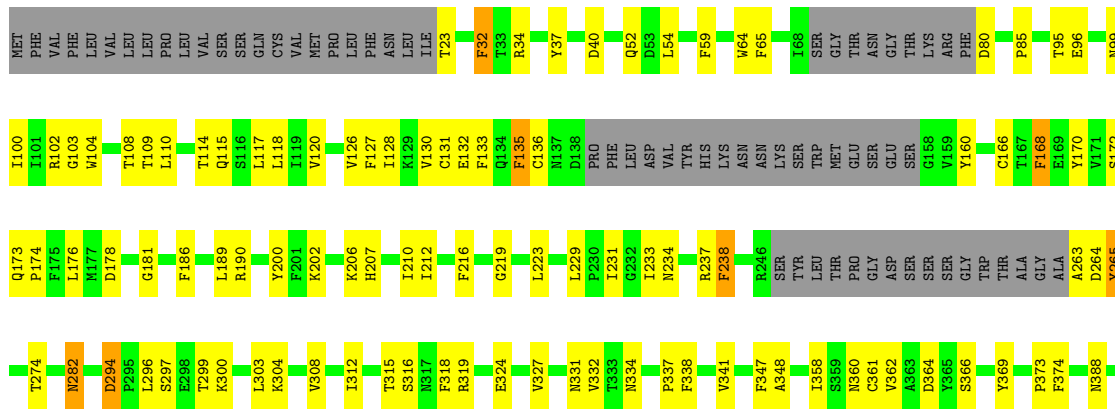 MET PHE VAL PHE LEU VAL LEU LEU PRO LEU VAL SER SER GLN CYS VAL MET PRO LEU PHE ASN LEU ILE T23 F32 T33 R34 Y37 D40 Q52 D53 L54 F59 W64 F65 I68 SER GLY THR ASN GLY THR LYS ARG PHE D80 P85 T95 E96
I100 I101 R102 G103 W104 T108 T109 L110 T114 Q115 S116 L117 L118 I119 V120 V126 F127 I128 K129 V130 C131 E132 F133 Q134 F135 C136 N137 D138 PRO PHE LEU ASP VAL TYR HIS LYS ASN ASN LYS SER TRP MET GLU SER GLU SER G158 V159 Y160 C166 T167 F168 E169 Y170 V171
Q173 P174 F175 L176 M177 D178 G181 F186 L189 R190 Y200 F201 K202 K206 H207 I210 I212 F216 G219 L223 L229 P230 I231 G232 I233 N234 R237 F238 R246 SER TYR LEU THR PRO GLY ASP SER SER SER GLY TRP THR ALA GLY ALA A263 D264
T274 N282 D294 P295 L296 S297 E298 T299 K300 L303 K304 V308 I312 T315 S316 N317 F318 R319 E324 V327 N331 V332 T333 N334 P337 F338 V341 F347 A348 I358 S359 N360 C361 V362 A363 D364 Y365 S366 Y369 P373 F374 N388